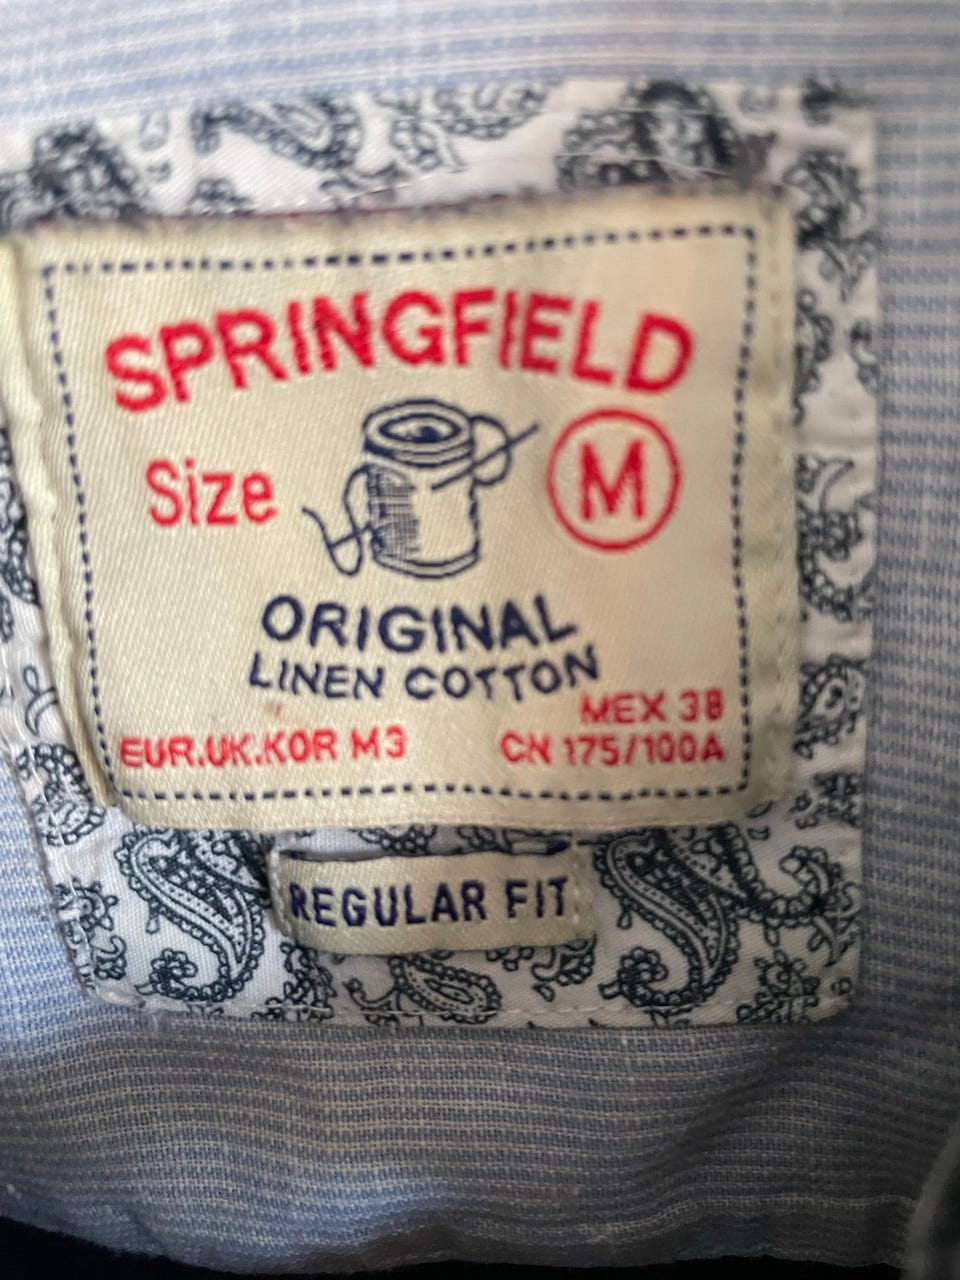 SPRINGFIELD
Size M
ORIGINAL
LINEN COTTON
MEX 38
EUR.UK.KOR M3 CN 175/100A
REGULAR FIT